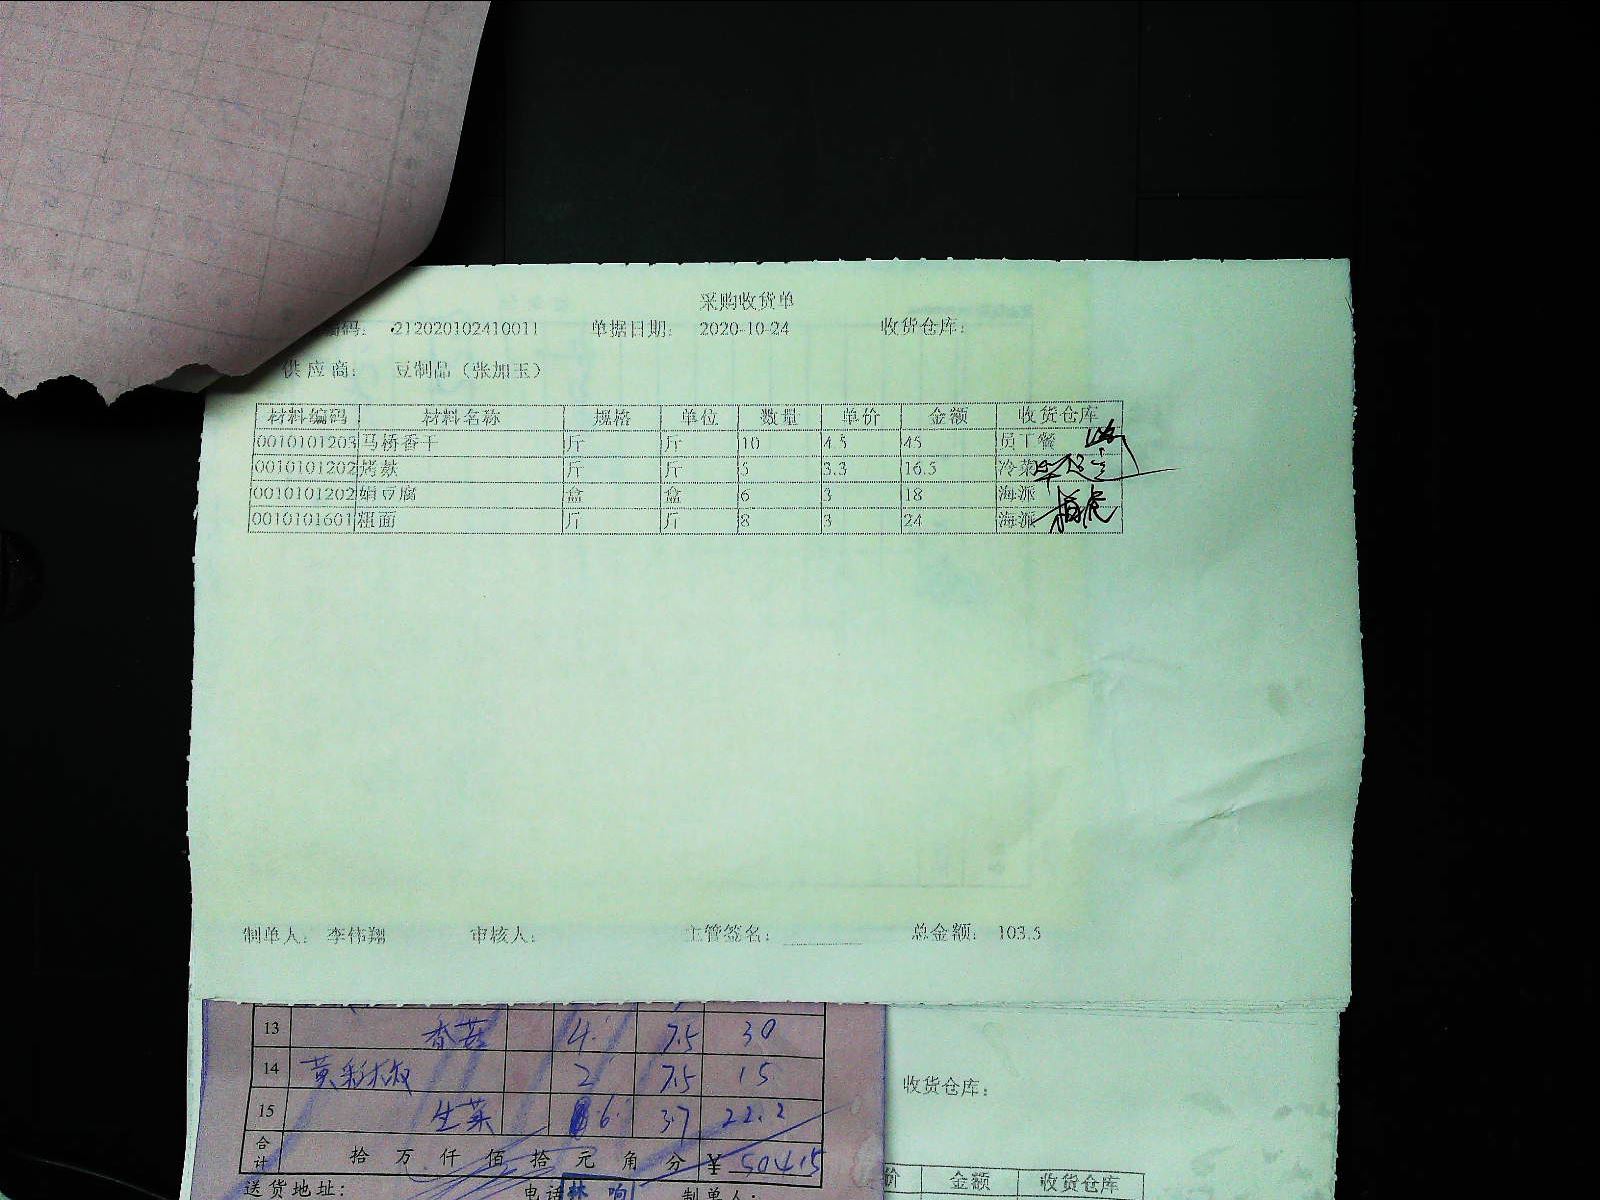 采购收货单
编码: 212020102410011 单据日期: 2020-10-24 收货仓库:
供应商: 豆制品(张加玉)
材料编码 材料名称 规格 单位 数量 单价 金额 收货仓库
0010101203 马桥香干 斤 斤 10 4.5 45 员工餐
0010101202 烤麸 斤 斤 5 3.3 16.5 冷菜
0010101202 绢豆腐 盒 盒 6 3 18 海派
0010101601 粗面 斤 斤 8 3 24 海派
制单人: 李伟翔 审核人: 主管签名: 总金额: 103.5
13 香菇 4 7.5 30
14 黄彩椒 2 7.5 15
15 生菜 6 3.7 22.2
收货仓库:
合计 拾 万 仟 佰 拾 元 角 分 ¥ 504.15
价 金额 收货仓库
送货地址: 电话 林响 制单人: